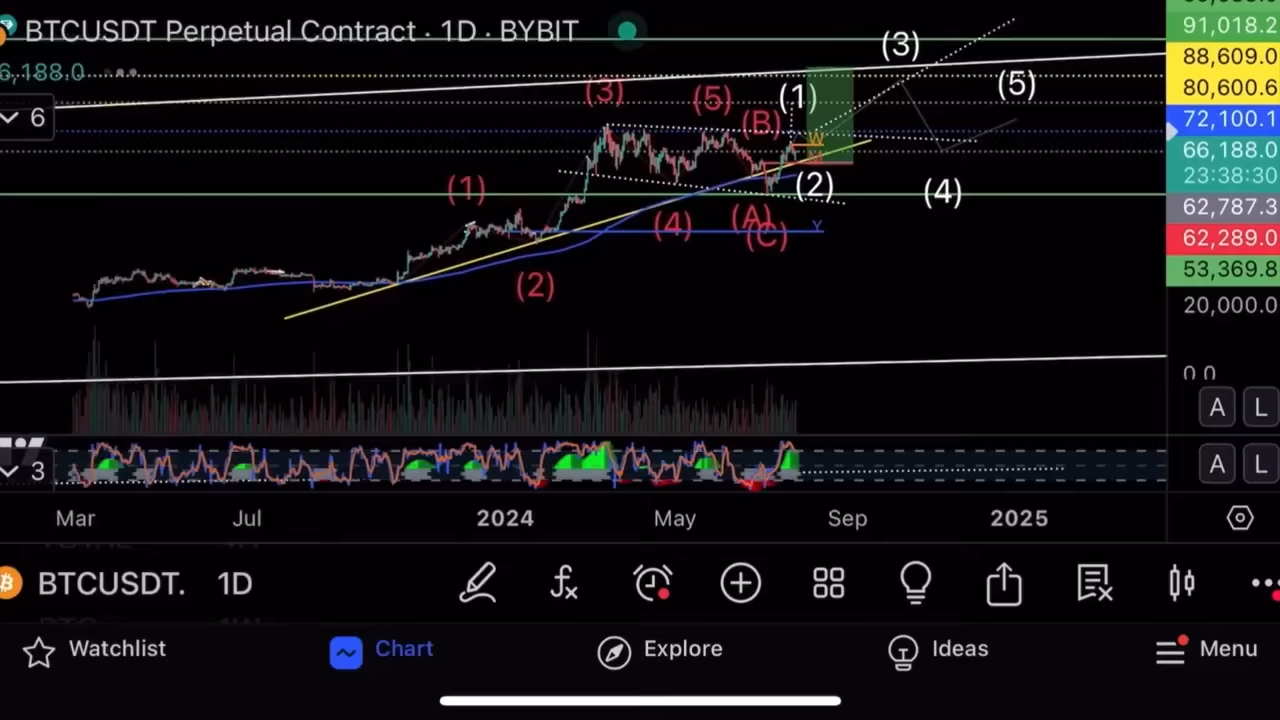 BTCUSDT Perpetual Contract · 1D · BYBIT
91,018.2
6,188.0
88,609.0
80,600.6
6
72,100.1
66,188.0
23:38:30
62,787.3
62,289.0
53,369.8
20,000.0
(3)
(5)
(1)
(B)
(3)
(5)
W
(1)
(2)
(4)
(A)
(C)
(4)
(2)
Y
A L
3
A L
Mar Jul 2024 May Sep 2025
BTCUSDT. 1D
Watchlist Chart Explore Ideas Menu